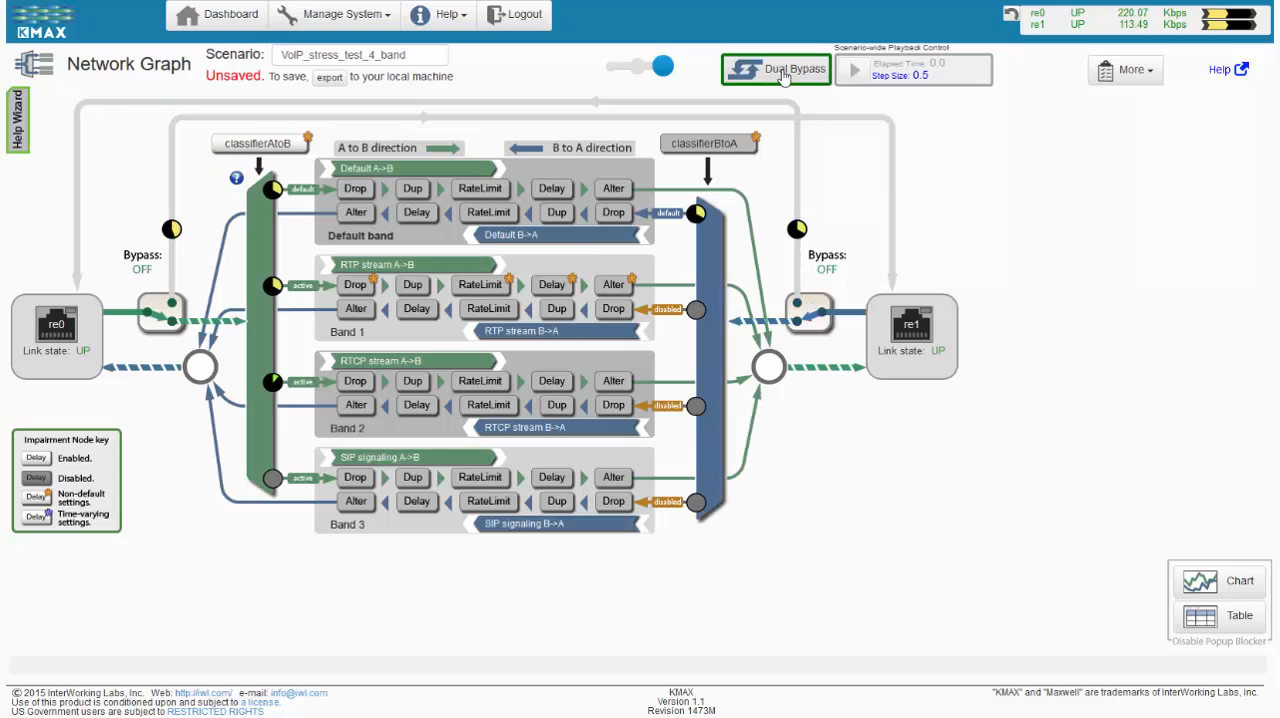 KMAX
Dashboard
Manage System
Help
Logout
re0 UP 220.07 Kbps
re1 UP 113.49 Kbps
Network Graph
Scenario: VoIP_stress_test_4_band
Unsaved. To save, export to your local machine
Dual Bypass
Scenario-wide Playback Control
Elapsed Time: 0.0
Step Size: 0.5
More
Help
Help Wizard
classifierAtoB
A to B direction
B to A direction
classifierBtoA
Default A->B
default Drop Dup RateLimit Delay Alter
Alter Delay RateLimit Dup Drop default
Default band
Default B->A
Bypass:
OFF
Bypass:
OFF
RTP stream A->B
active Drop Dup RateLimit Delay Alter
Alter Delay RateLimit Dup Drop disabled
Band 1
RTP stream B->A
re0
Link state: UP
re1
Link state: UP
RTCP stream A->B
active Drop Dup RateLimit Delay Alter
Alter Delay RateLimit Dup Drop disabled
Band 2
RTCP stream B->A
SIP signaling A->B
active Drop Dup RateLimit Delay Alter
Alter Delay RateLimit Dup Drop disabled
Band 3
SIP signaling B->A
Impairment Node key
Delay Enabled.
Delay Disabled.
Delay Non-default settings.
Delay Time-varying settings.
Chart
Table
Disable Popup Blocker
© 2015 InterWorking Labs, Inc. Web: http://iwl.com/ e-mail: info@iwl.com
Use of this product is conditioned upon and subject to a license.
US Government users are subject to RESTRICTED RIGHTS
KMAX
Version 1.1
Revision 1473M
"KMAX" and "Maxwell" are trademarks of InterWorking Labs, Inc.